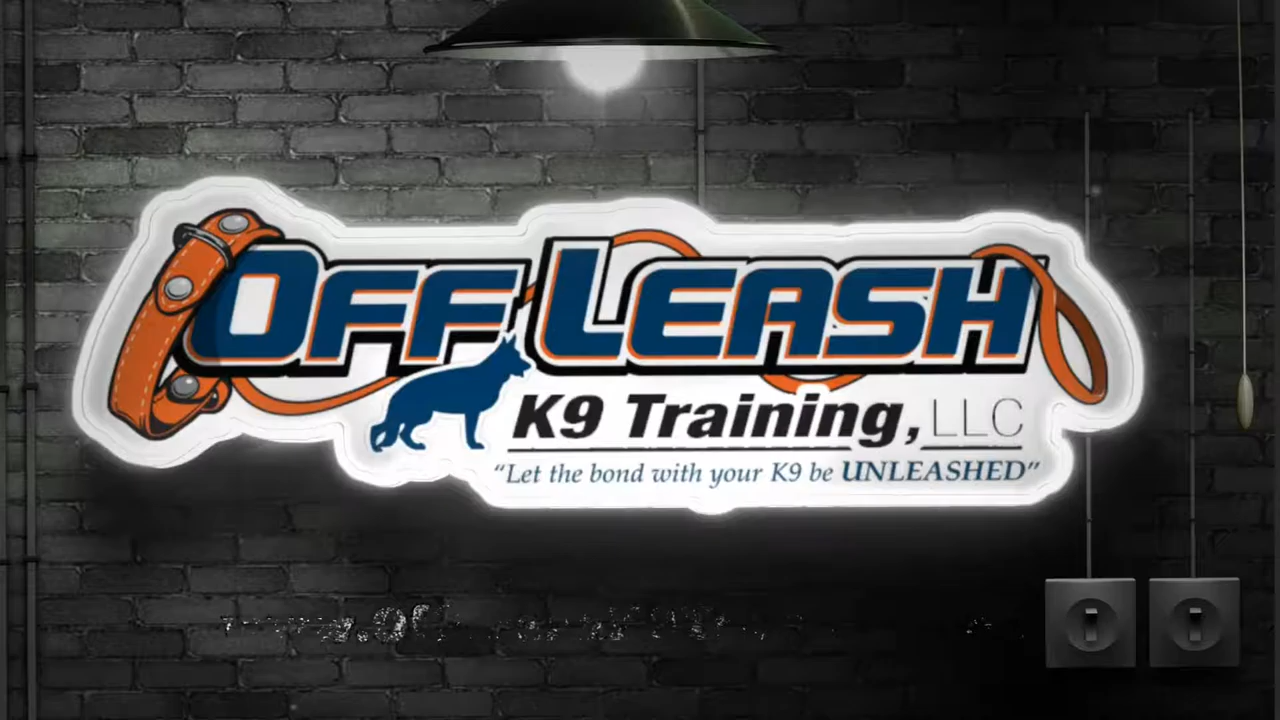 OFF LEASH
K9 Training, LLC
“Let the bond with your K9 be UNLEASHED”